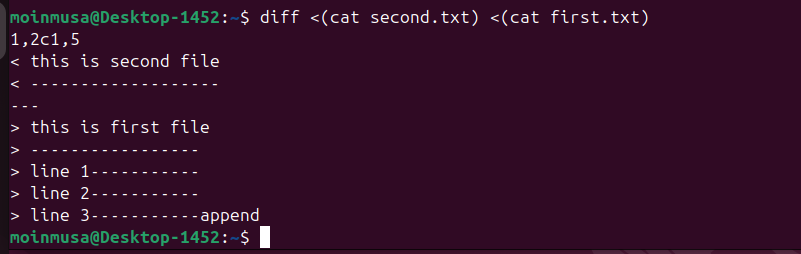 moinmusa@Desktop-1452:~$ diff <(cat second.txt) <(cat first.txt)
1,2c1,5
< this is second file
< -------------------
---
> this is first file
> -----------------
> line 1-----------
> line 2-----------
> line 3-----------append
moinmusa@Desktop-1452:~$